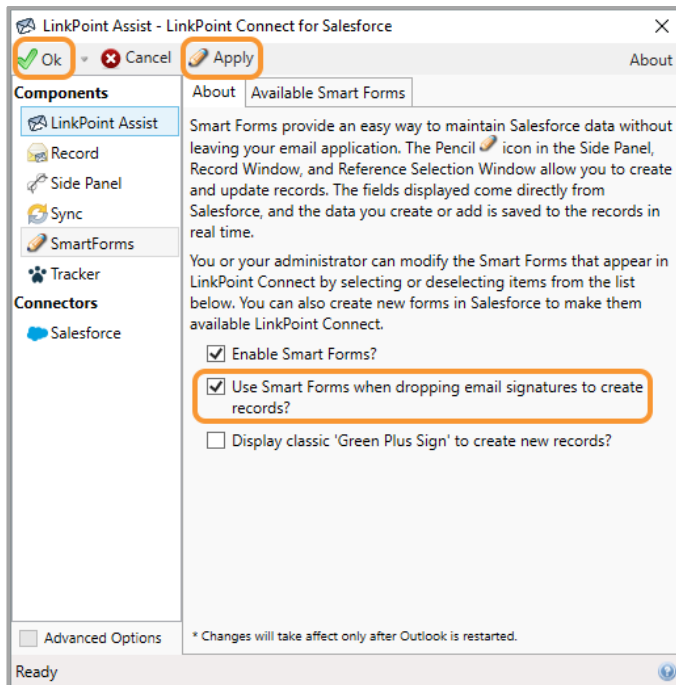 LinkPoint Assist - LinkPoint Connect for Salesforce
Ok Cancel Apply About
Components
LinkPoint Assist
Record
Side Panel
Sync
SmartForms
Tracker
Connectors
Salesforce
Advanced Options
About Available Smart Forms
Smart Forms provide an easy way to maintain Salesforce data without
leaving your email application. The Pencil icon in the Side Panel,
Record Window, and Reference Selection Window allow you to create
and update records. The fields displayed come directly from
Salesforce, and the data you create or add is saved to the records in
real time.
You or your administrator can modify the Smart Forms that appear in
LinkPoint Connect by selecting or deselecting items from the list
below. You can also create new forms in Salesforce to make them
available LinkPoint Connect.
Enable Smart Forms?
Use Smart Forms when dropping email signatures to create
records?
Display classic 'Green Plus Sign' to create new records?
* Changes will take affect only after Outlook is restarted.
Ready